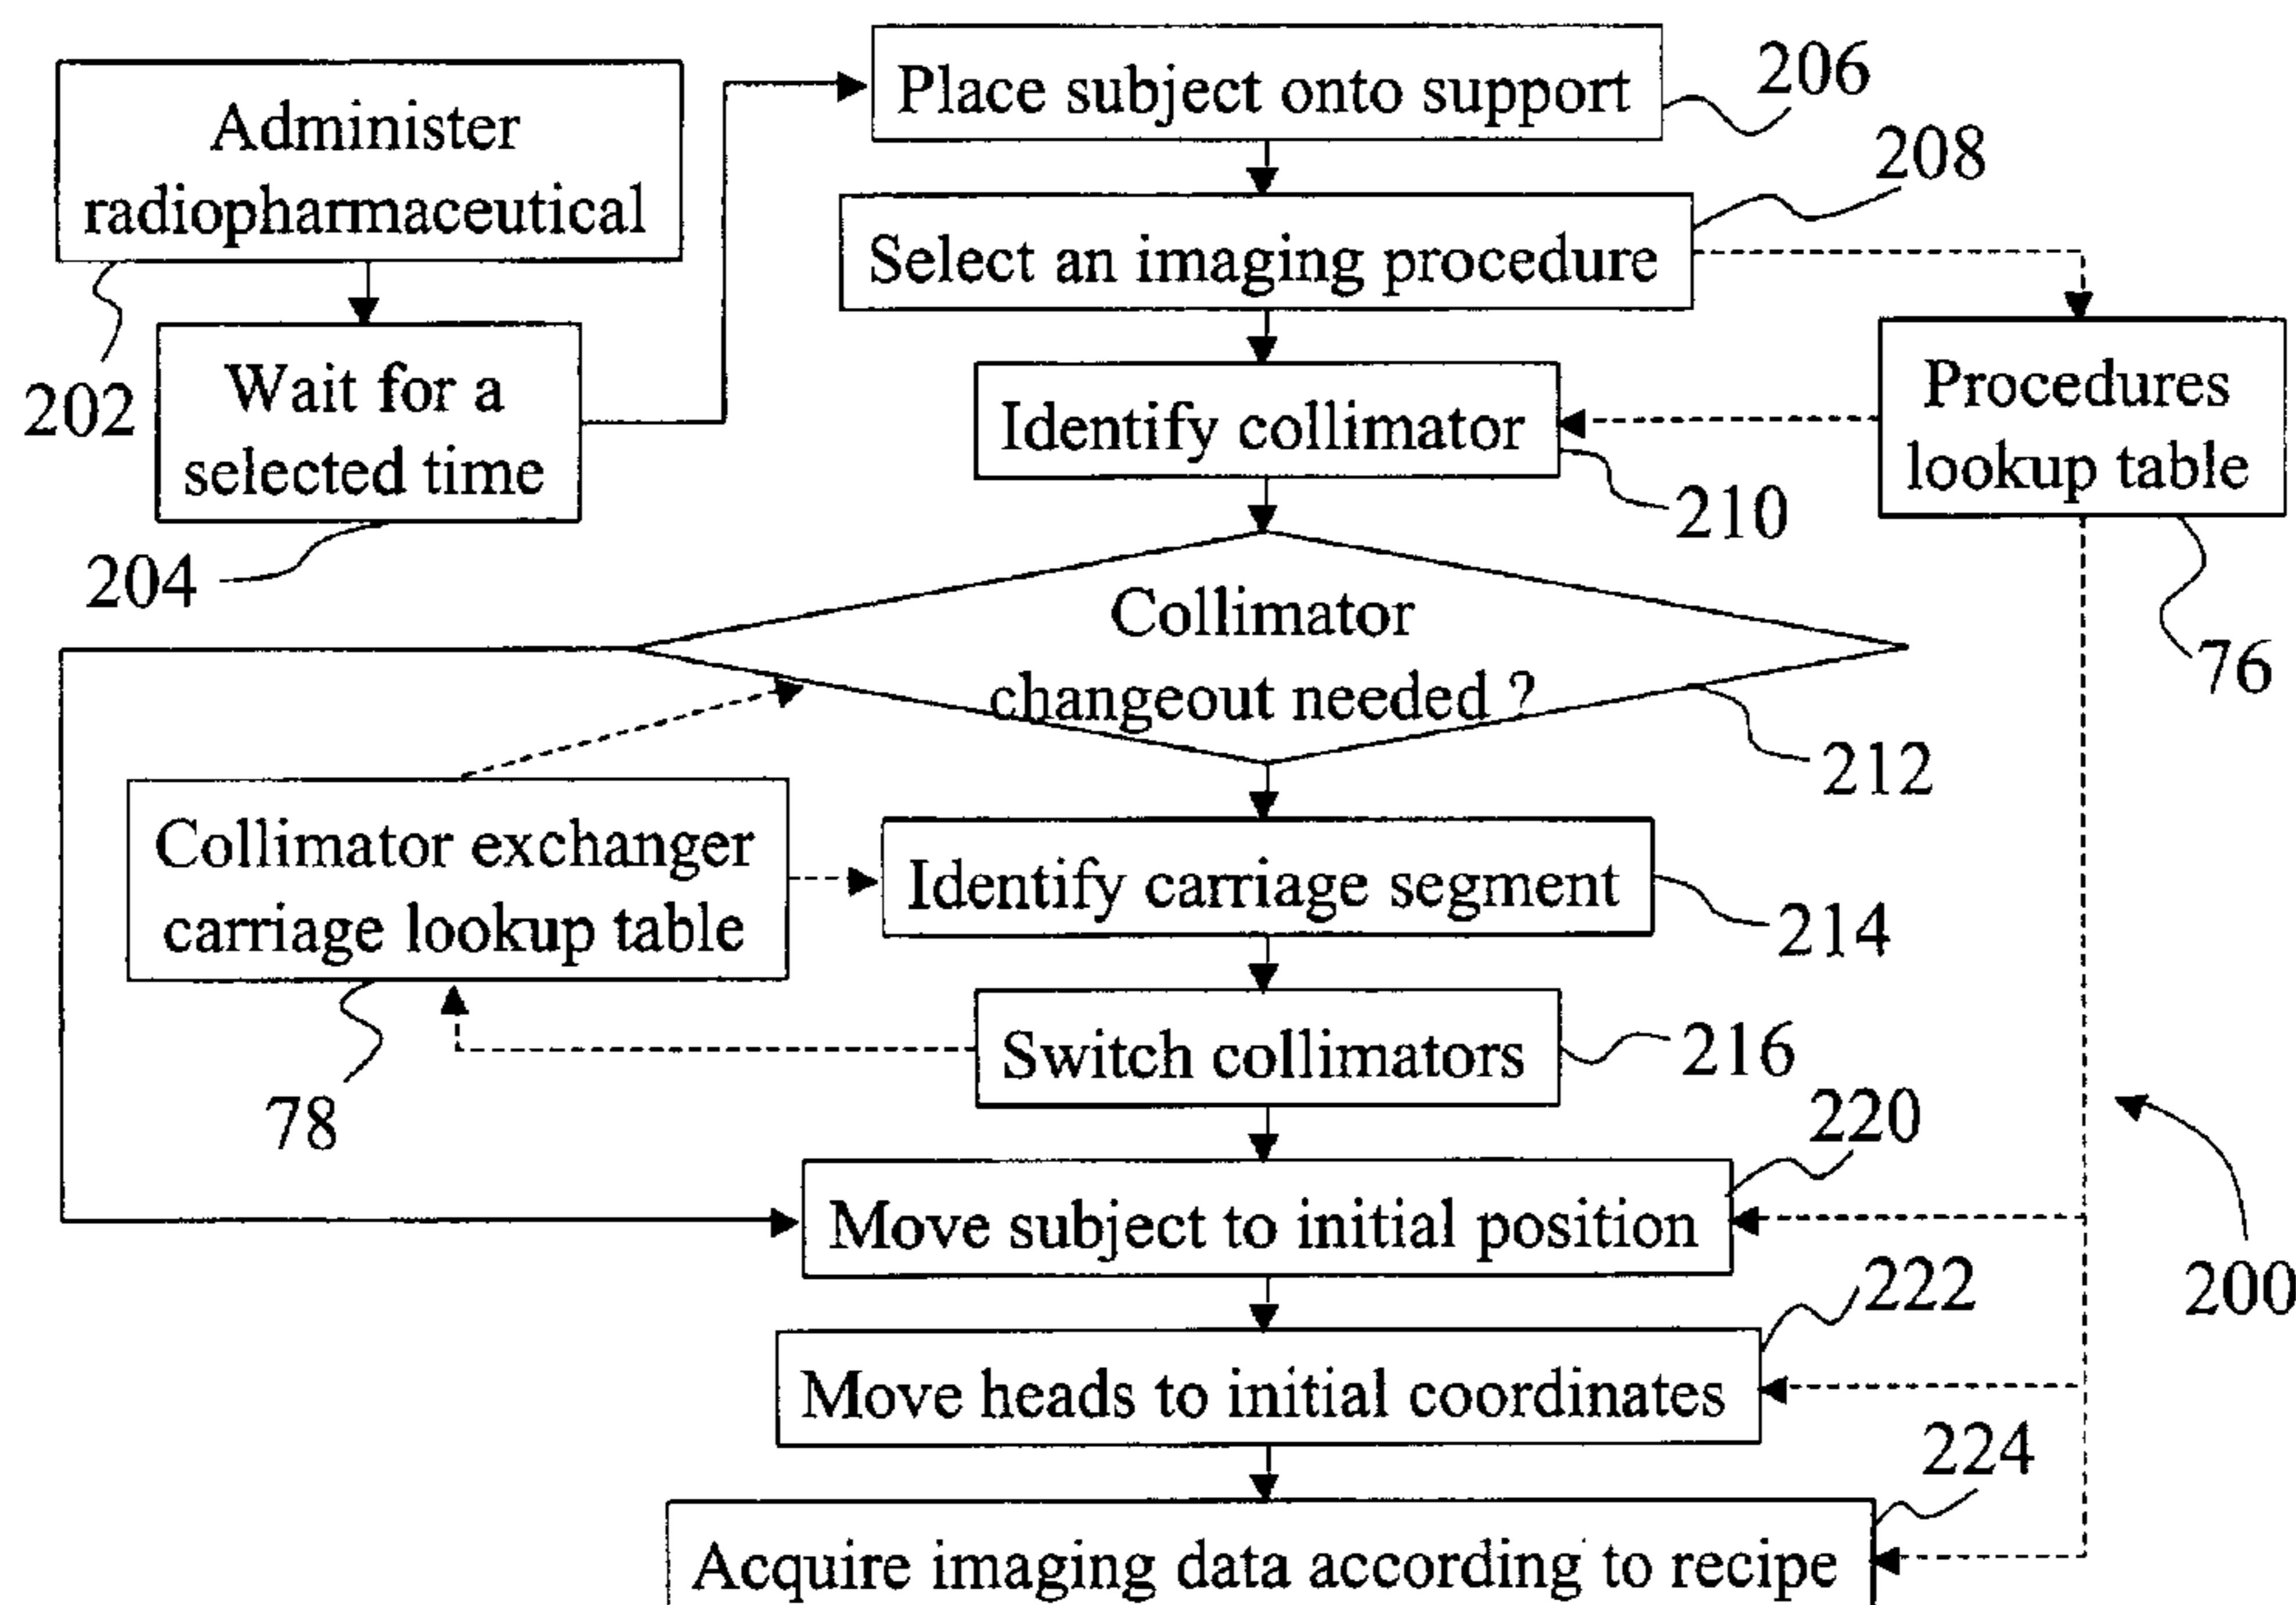 Administer
radiopharmaceutical
202
Wait for a
selected time
204
Place subject onto support
206
Select an imaging procedure
208
Identify collimator
210
Procedures
lookup table
76
Collimator
changeout needed ?
212
Collimator exchanger
carriage lookup table
78
Identify carriage segment
214
Switch collimators
216
Move subject to initial position
220
200
Move heads to initial coordinates
222
Acquire imaging data according to recipe
224